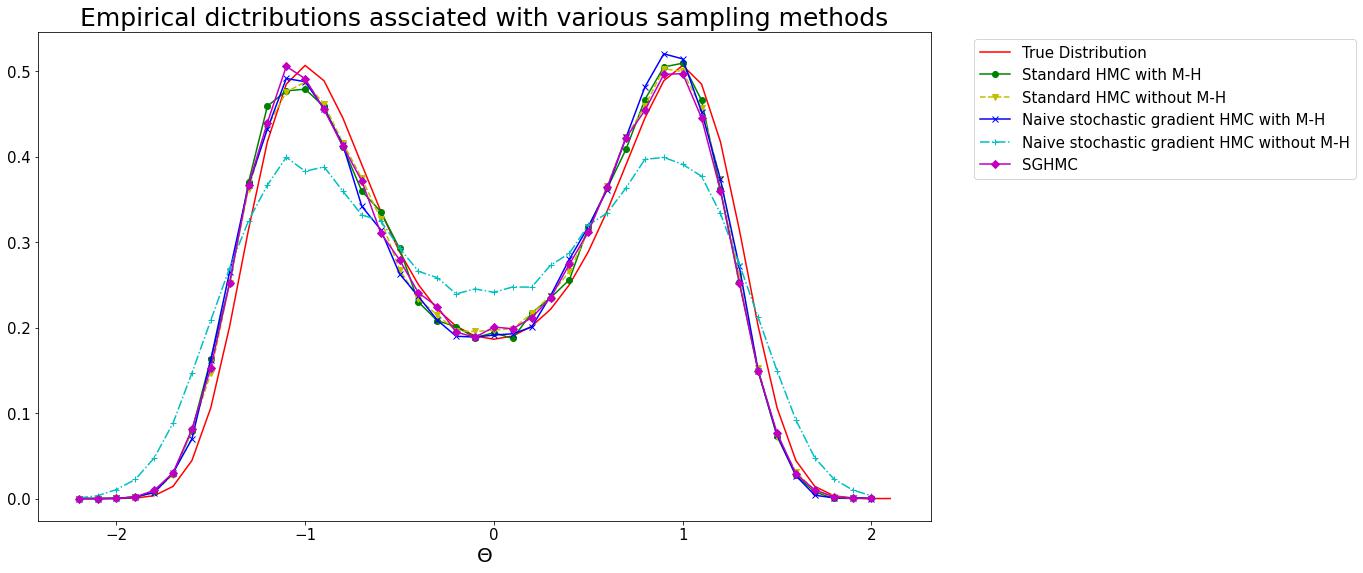 Empirical dictributions assciated with various sampling methods
True Distribution
Standard HMC with M-H
Standard HMC without M-H
Naive stochastic gradient HMC with M-H
Naive stochastic gradient HMC without M-H
SGHMC
0.5
0.4
0.3
0.2
0.1
0.0
−2 −1 0 1 2
Θ